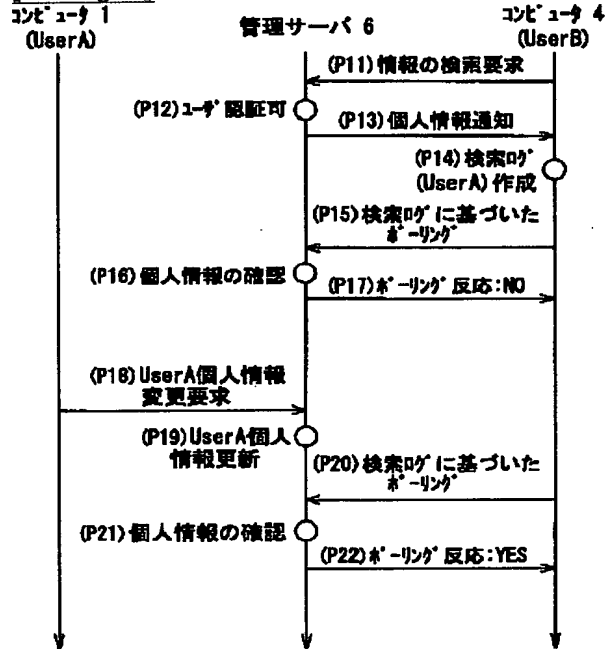 コンピュータ 1
(UserA)
管理サーバ 6
コンピュータ 4
(UserB)
(P11)情報の検索要求
(P12)ユーザ認証可
(P13)個人情報通知
(P14)検索ログ
(UserA)作成
(P15)検索ログに基づいた
ポーリング
(P16)個人情報の確認
(P17)ポーリング反応:NO
(P18)UserA個人情報
変更要求
(P19)UserA個人
情報更新
(P20)検索ログに基づいた
ポーリング
(P21)個人情報の確認
(P22)ポーリング反応:YES